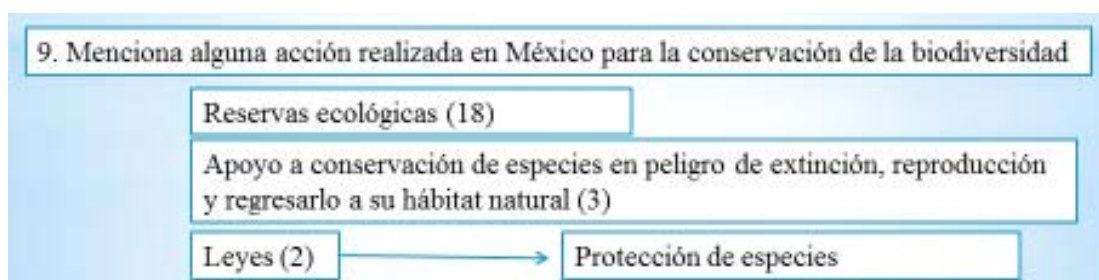 9. Menciona alguna acción realizada en México para la conservación de la biodiversidad
Reservas ecológicas (18)
Apoyo a conservación de especies en peligro de extinción, reproducción
y regresarlo a su hábitat natural (3)
Leyes (2) Protección de especies